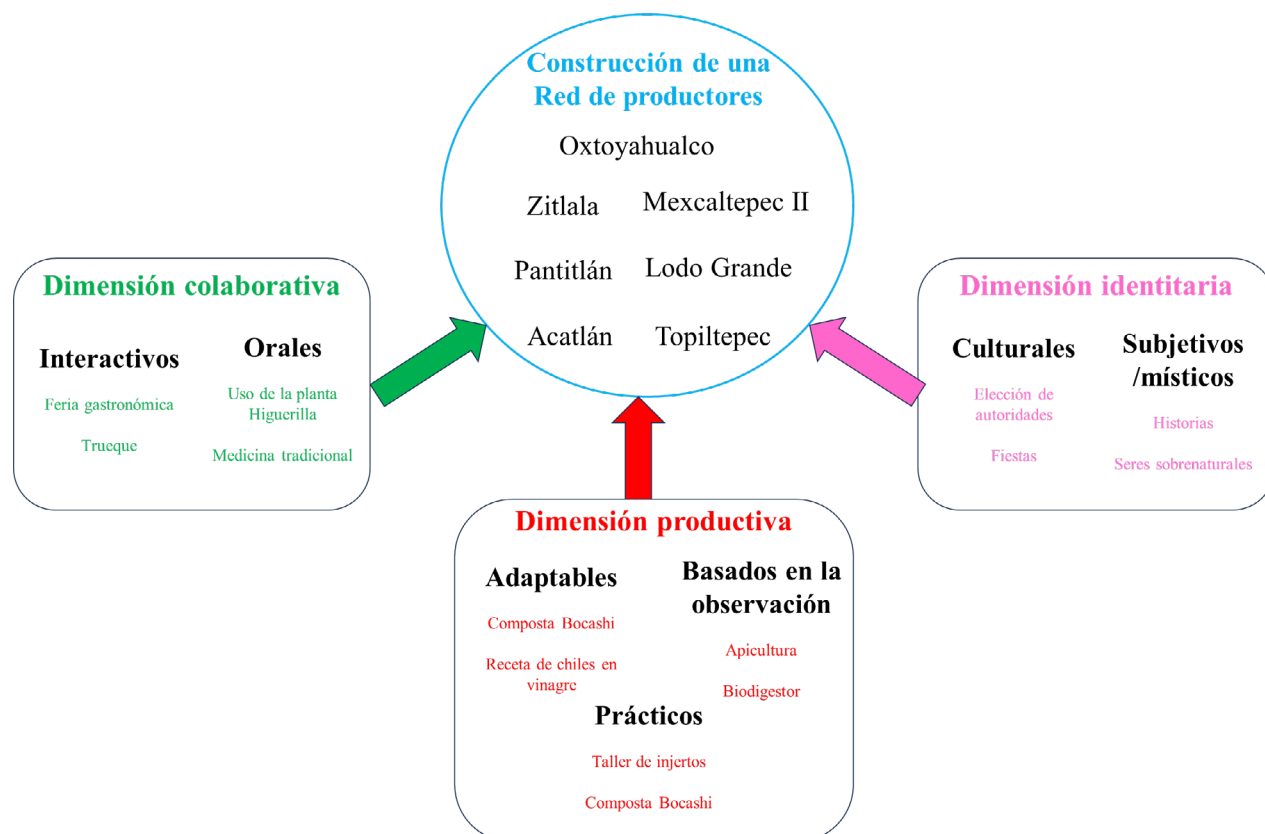 Construcción de una
Red de productores
Oxtoyahualco
Zitlala
Mexcaltepec II
Pantitlán
Lodo Grande
Acatlán
Topiltepec
Dimensión colaborativa
Interactivos
Feria gastronómica
Trueque
Orales
Uso de la planta
Higuerilla
Medicina tradicional
Dimensión identitaria
Culturales
Elección de
autoridades
Fiestas
Subjetivos
/místicos
Historias
Seres sobrenaturales
Dimensión productiva
Adaptables
Composta Bocashi
Receta de chiles en
vinagre
Basados en la
observación
Apicultura
Biodigestor
Prácticos
Taller de injertos
Composta Bocashi